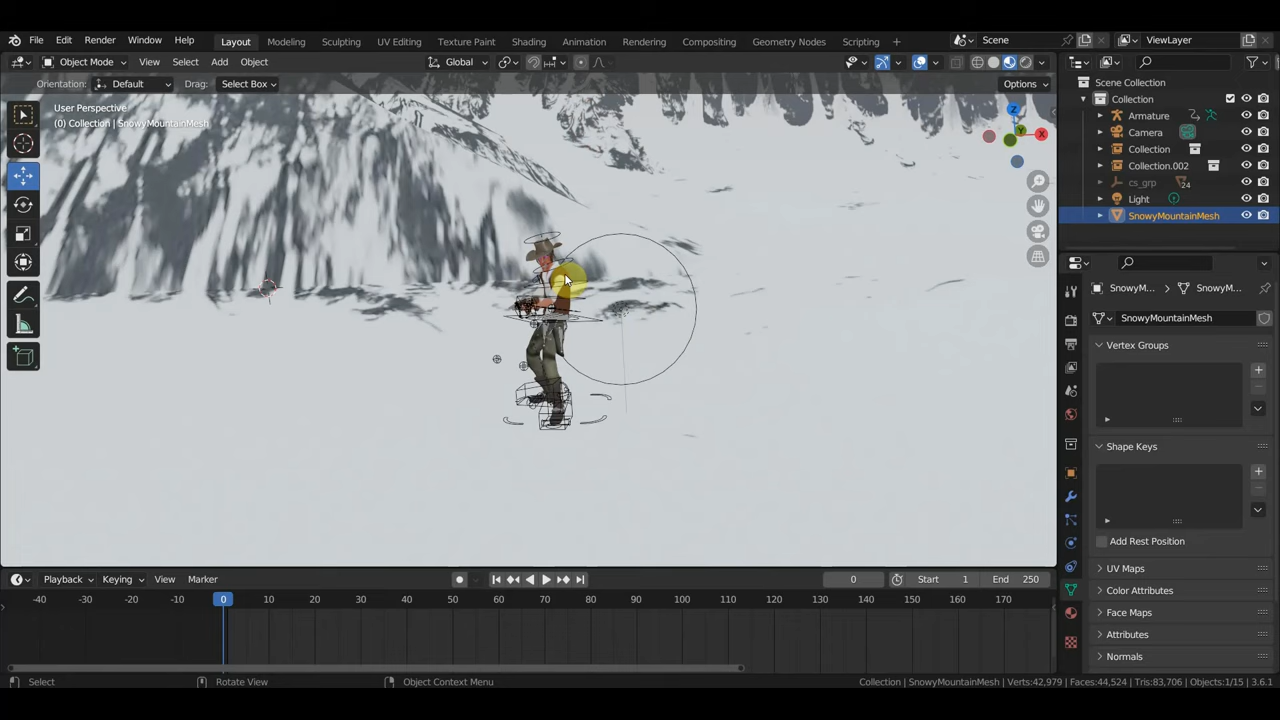 File Edit Render Window Help Layout Modeling Sculpting UV Editing Texture Paint Shading Animation Rendering Compositing Geometry Nodes Scripting + Scene ViewLayer
Object Mode View Select Add Object Global
Orientation: Default Drag: Select Box Options
User Perspective
(0) Collection | SnowyMountainMesh
Z
Y
X
Scene Collection
Collection
Armature
Camera
Collection
Collection.002
cs_grp 24
Light
SnowyMountainMesh
SnowyM... SnowyM...
SnowyMountainMesh
Vertex Groups
Shape Keys
Add Rest Position
UV Maps
Color Attributes
Face Maps
Attributes
Normals
Playback Keying View Marker 0 Start 1 End 250
-40 -30 -20 -10 0 10 20 30 40 50 60 70 80 90 100 110 120 130 140 150 160 170
Select Rotate View Object Context Menu Collection | SnowyMountainMesh | Verts:42,979 | Faces:44,524 | Tris:83,706 | Objects:1/15 | 3.6.1